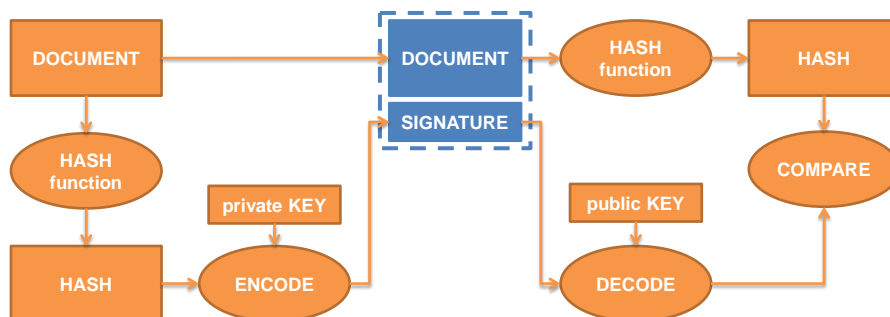 DOCUMENT
DOCUMENT
HASH
function
HASH
SIGNATURE
HASH
function
COMPARE
private KEY
public KEY
HASH
ENCODE
DECODE